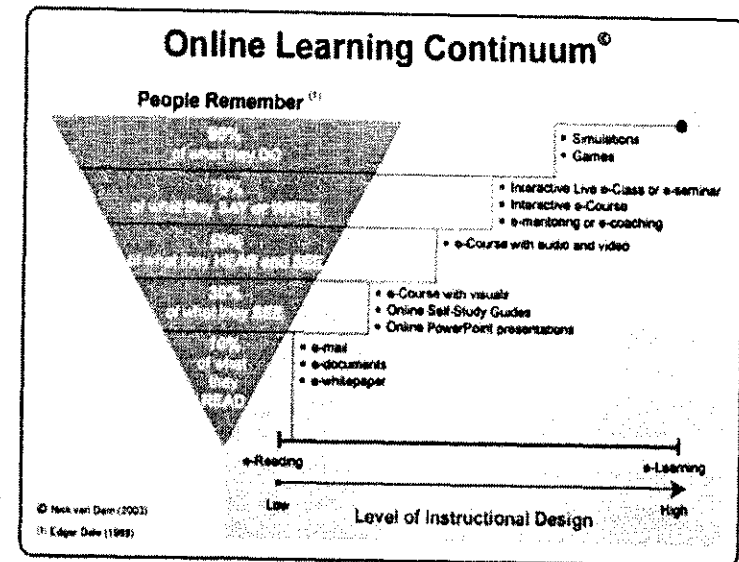 Online Learning Continuum©
People Remember (1)
90%
of what they DO
of what they SAY or WRITE
50%
of what they HEAR and SEE
30%
of what they SEE
10%
of what
they
READ
• Simulations
• Games
• Interactive Live e-Class or e-seminar
• Interactive e-Course
• e-mentoring or e-coaching
• e-Course with audio and video
• e-Course with visuals
• Online Self-Study Guides
• Online PowerPoint presentations
• e-mail
• e-documents
• e-whitepaper
e-Reading
e-Learning
Low
Level of Instructional Design
High
© Nick van Dam (2003)
(1) Edgar Dale